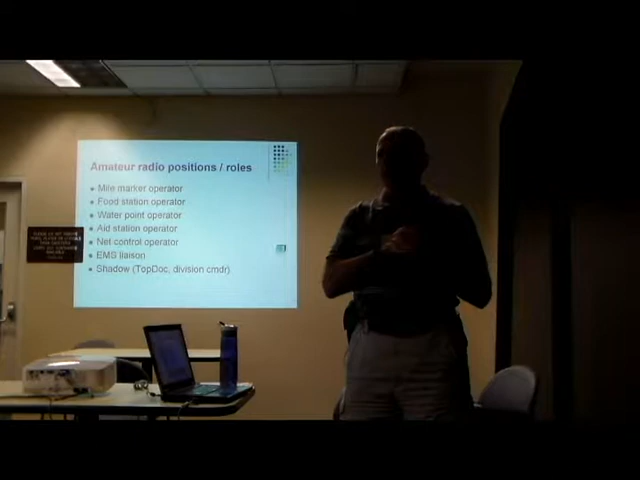 Amateur radio positions / roles
Mile marker operator
Food station operator
Water point operator
Aid station operator
Net control operator
EMS liaison
Shadow (TopDoc, division cmdr)